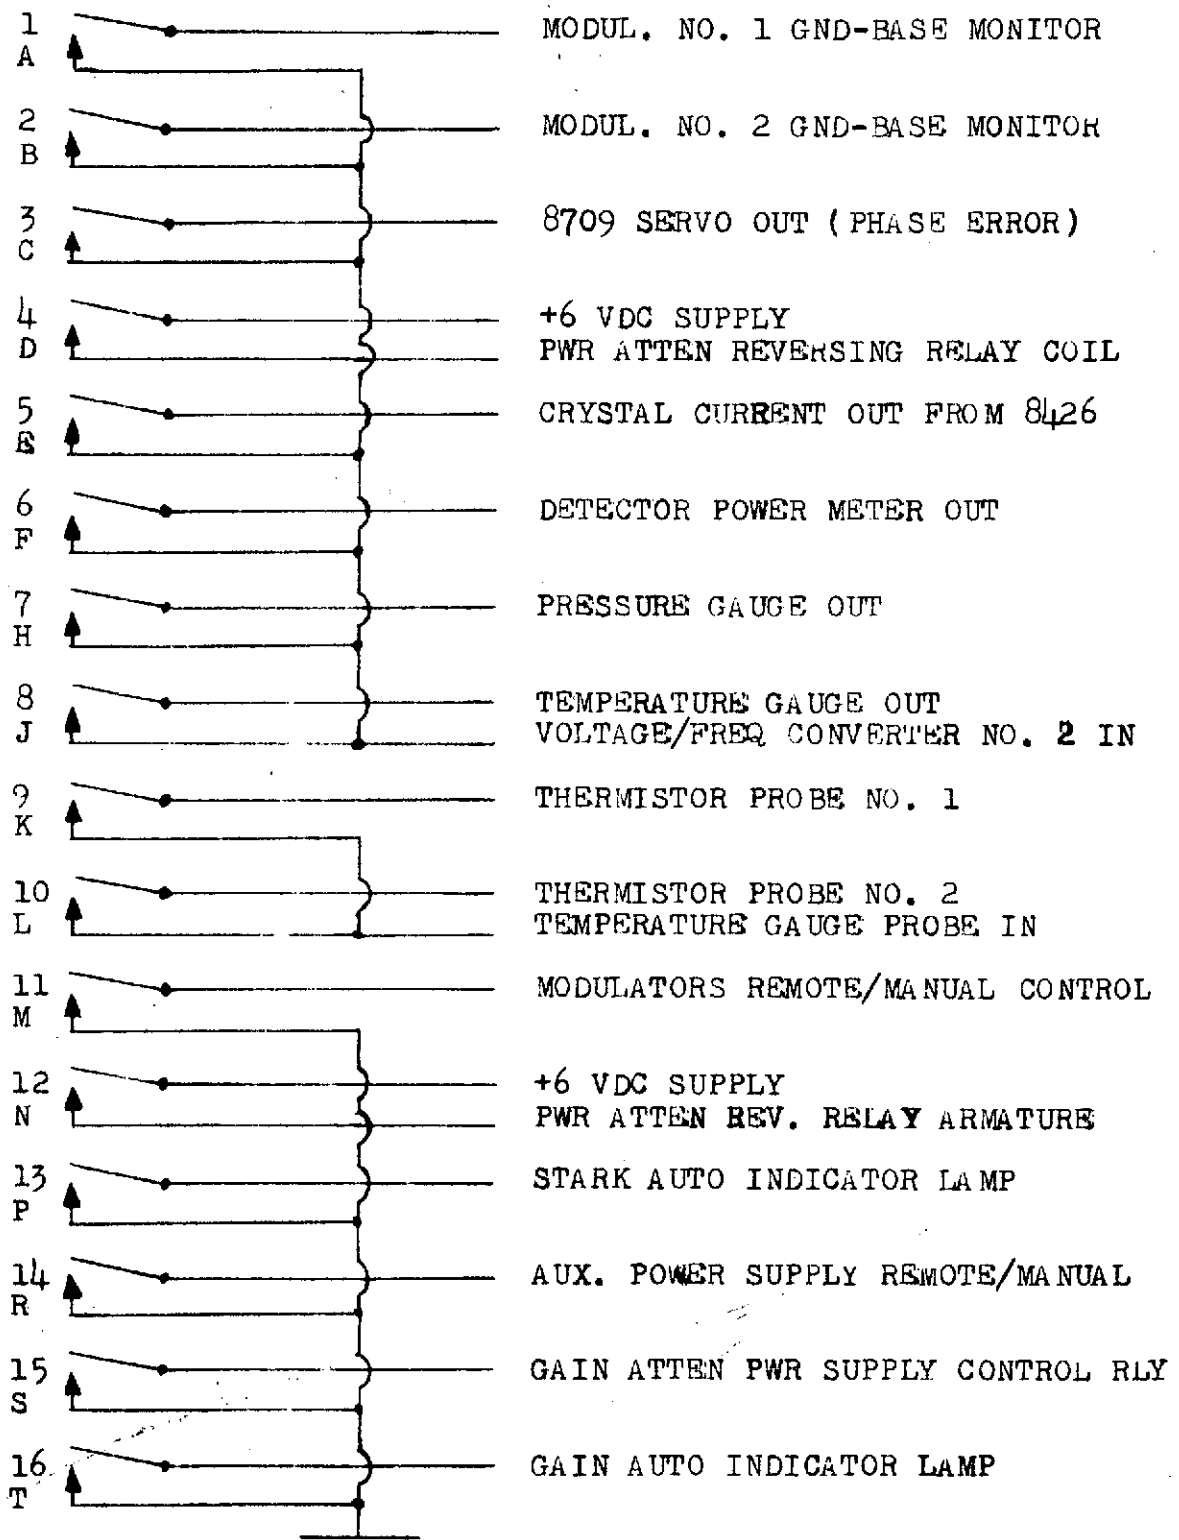 1 MODUL. NO. 1 GND-BASE MONITOR
A
2 MODUL. NO. 2 GND-BASE MONITOR
B
3 8709 SERVO OUT (PHASE ERROR)
C
4 +6 VDC SUPPLY
D PWR ATTEN REVERSING RELAY COIL
5 CRYSTAL CURRENT OUT FROM 8426
E
6 DETECTOR POWER METER OUT
F
7 PRESSURE GAUGE OUT
H
8 TEMPERATURE GAUGE OUT
J VOLTAGE/FREQ CONVERTER NO. 2 IN
9 THERMISTOR PROBE NO. 1
K
10 THERMISTOR PROBE NO. 2
L TEMPERATURE GAUGE PROBE IN
11 MODULATORS REMOTE/MANUAL CONTROL
M
12 +6 VDC SUPPLY
N PWR ATTEN REV. RELAY ARMATURE
13 STARK AUTO INDICATOR LAMP
P
14 AUX. POWER SUPPLY REMOTE/MANUAL
R
15 GAIN ATTEN PWR SUPPLY CONTROL RLY
S
16 GAIN AUTO INDICATOR LAMP
T